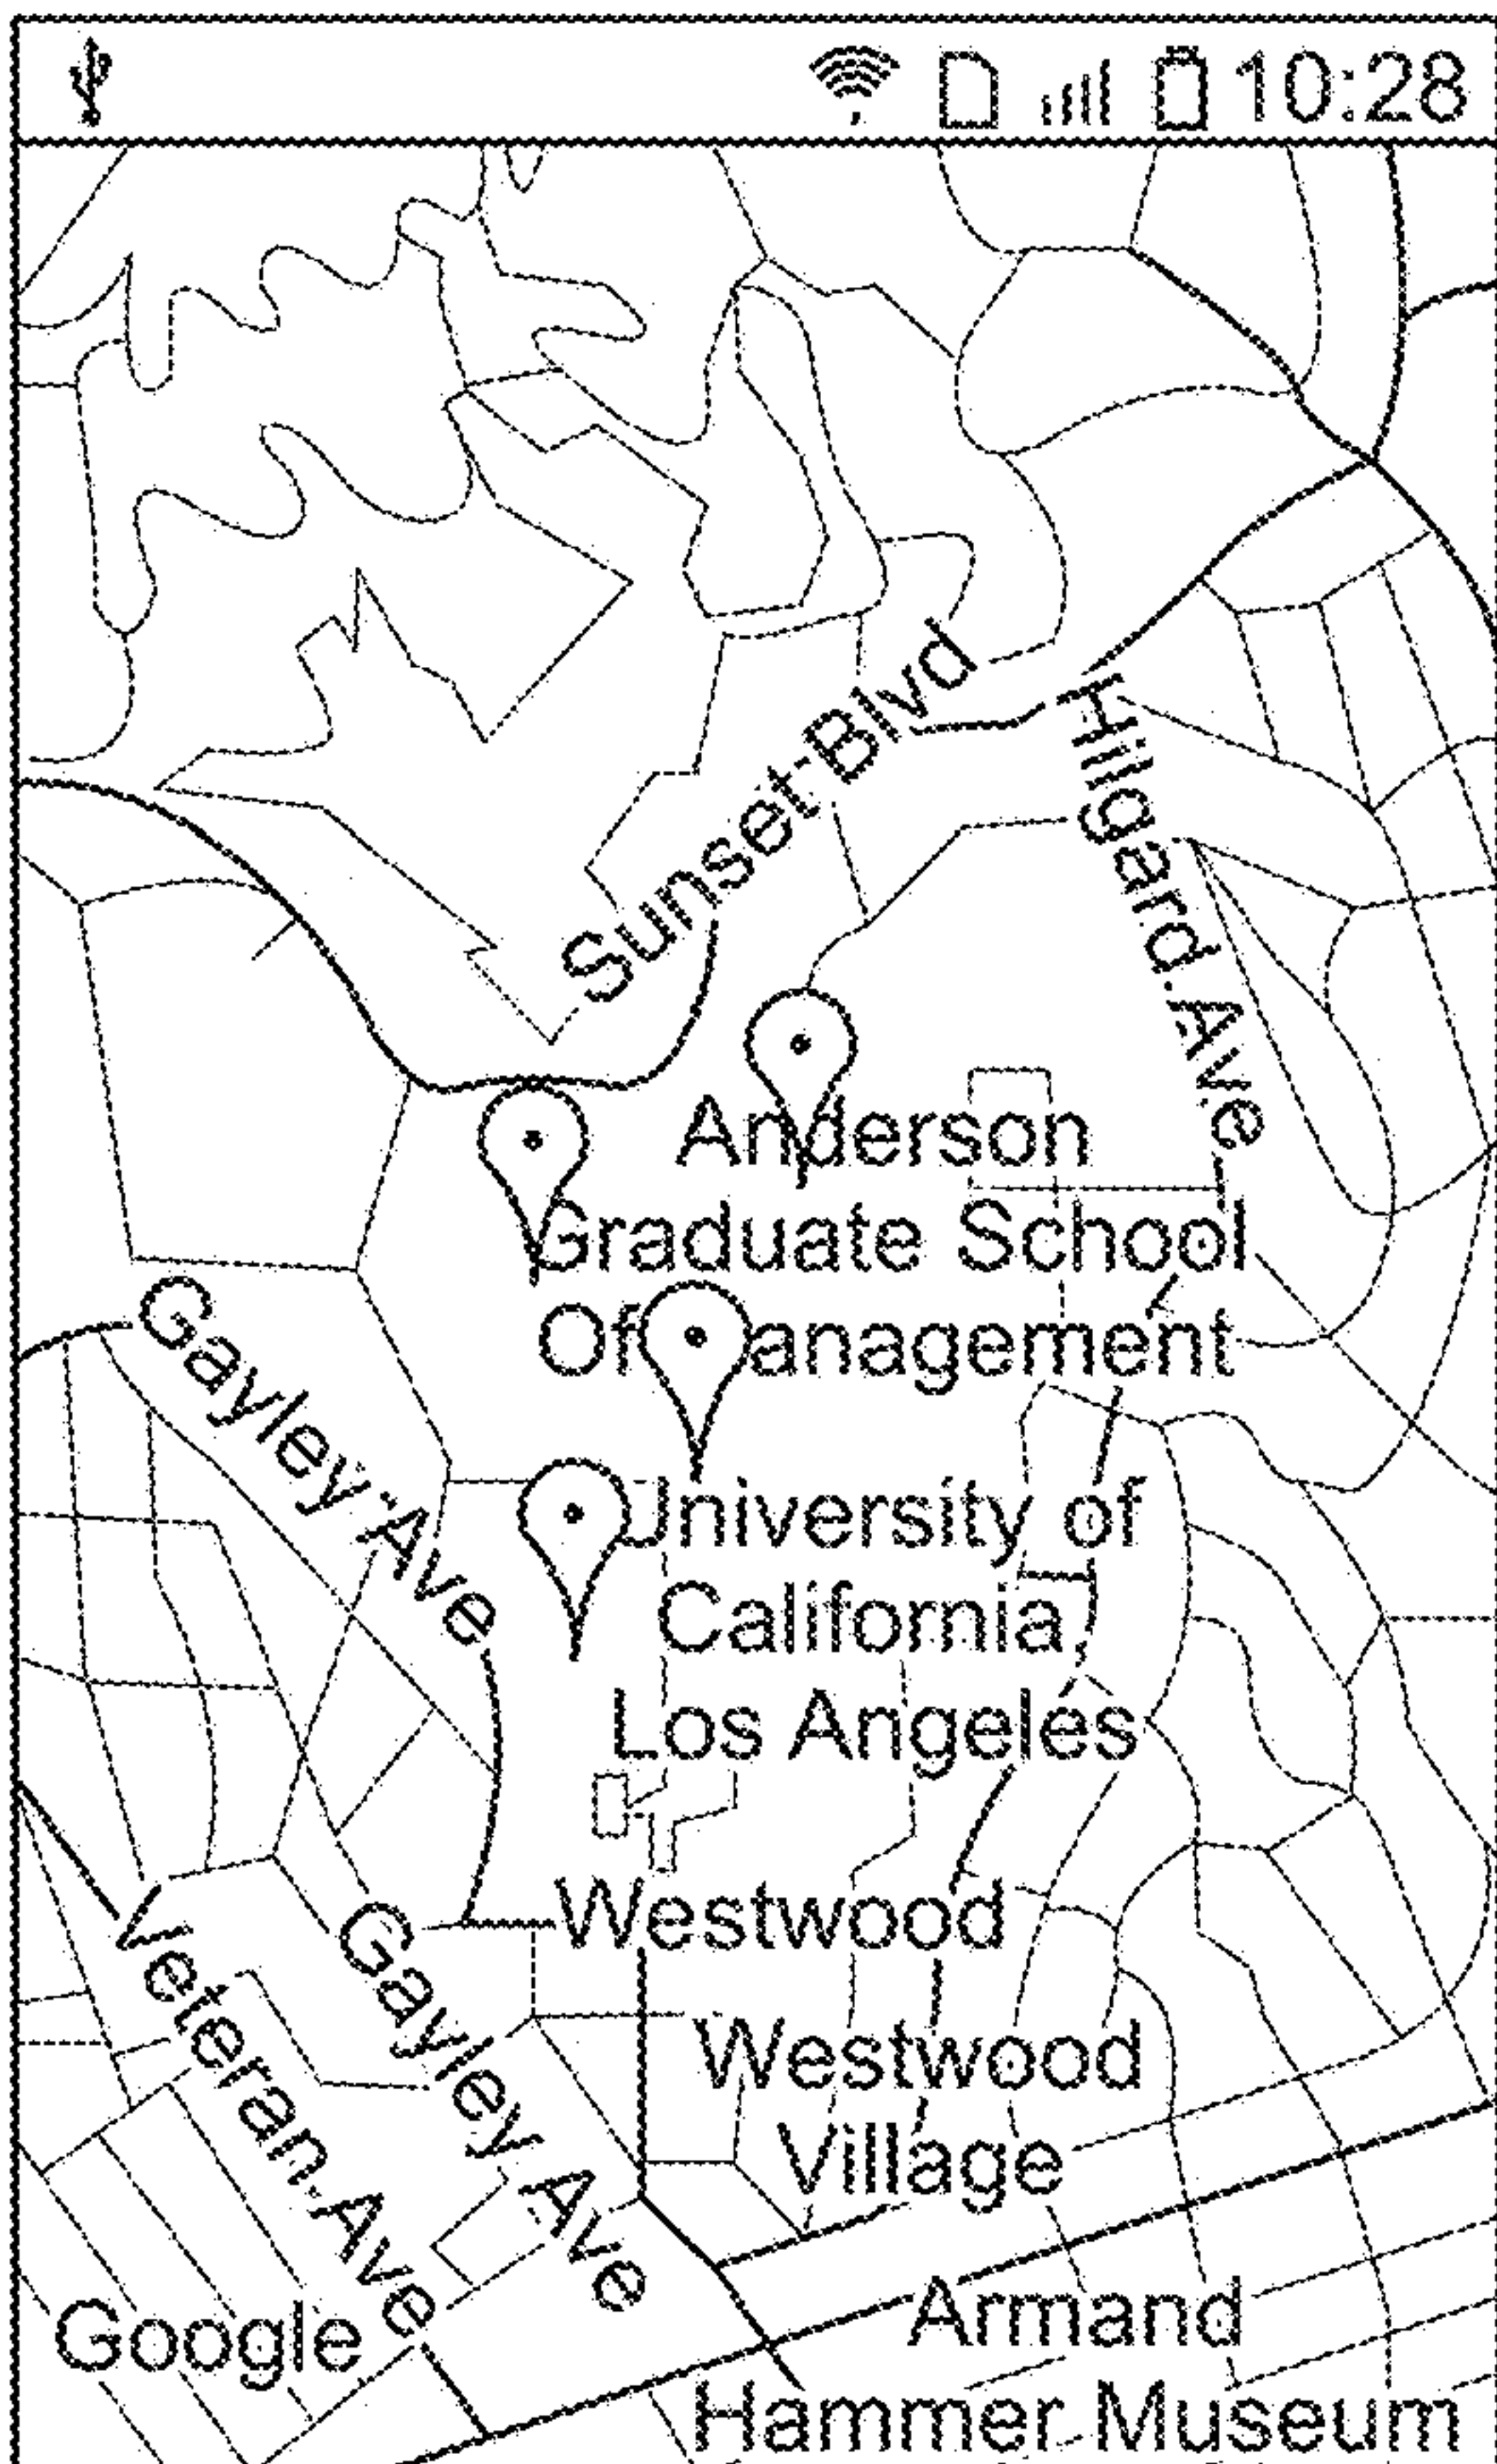 10:28
Sunset Blvd
Hilgard Ave
Anderson
Graduate School
Of anagement
Gayley Ave
University of
California,
Los Angeles
Westwood
Westwood
Village
Veteran Ave
Gayley Ave
Google
Armand
Hammer Museum